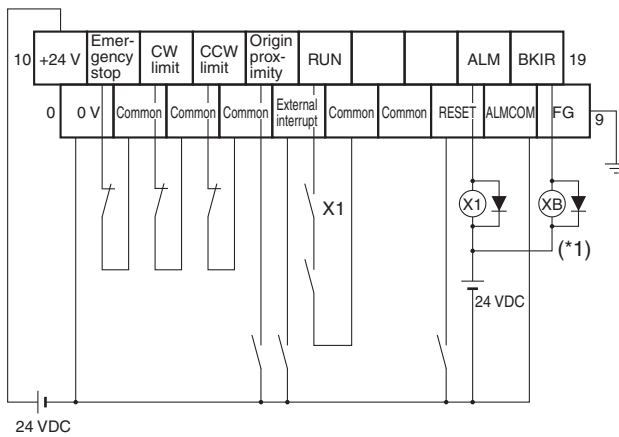 10
+24 V
Emer-
gency
stop
CW
limit
CCW
limit
Origin
prox-
imity
RUN
ALM
BKIR
19
0
0 V
Common
Common
Common
External
interrupt
Common
Common
RESET
ALMCOM
FG
9
X1
X1
XB
(*1)
24 VDC
24 VDC